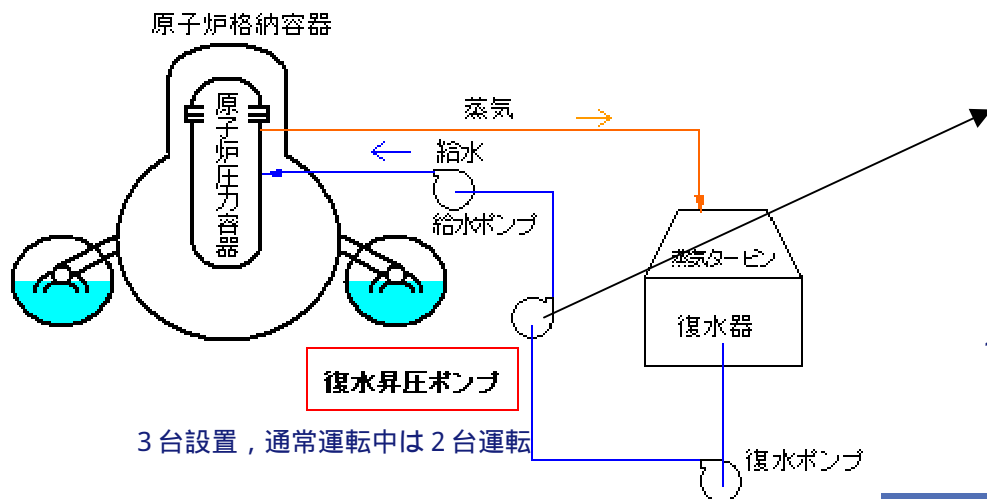 原子炉格納容器
原子炉圧力容器
蒸気
給水
給水ポンプ
蒸気タービン
復水器
復水昇圧ポンプ
3台設置，通常運転中は2台運転
復水ポンプ